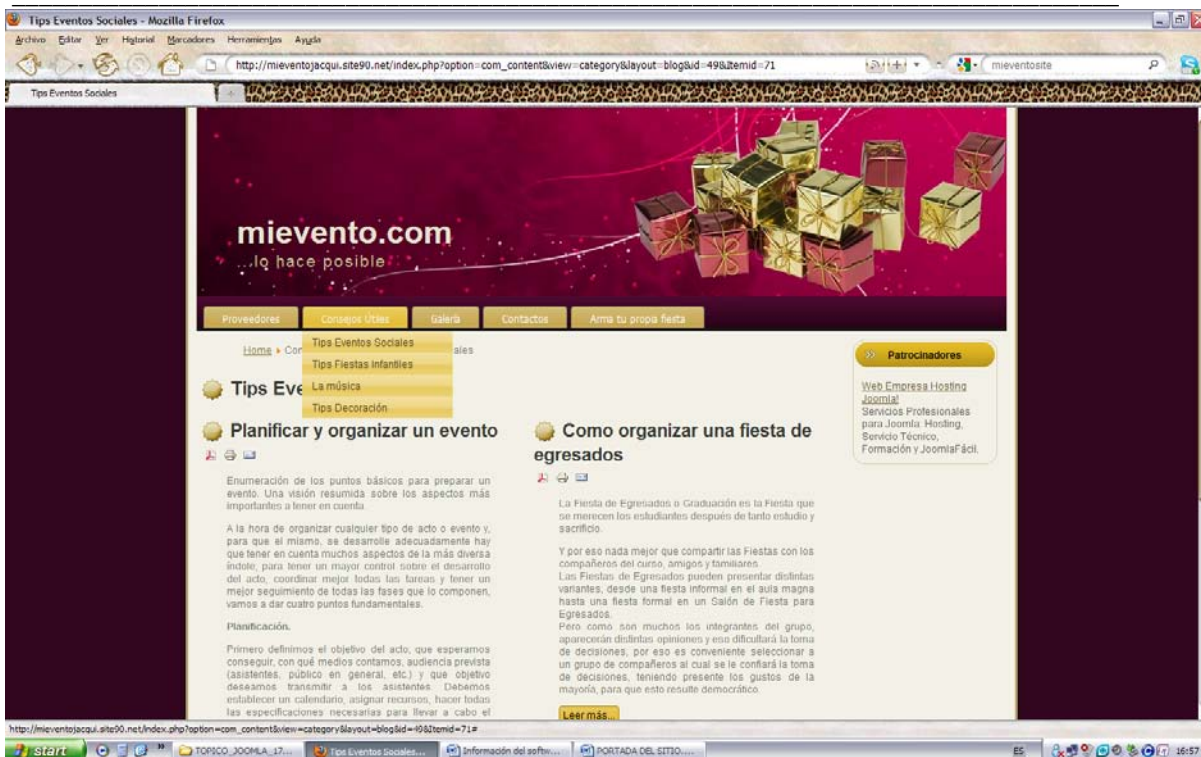 Tips Eventos Sociales - Mozilla Firefox
Archivo Editar Ver Historial Marcadores Herramientas Ayuda
http://mieventojacqui.site90.net/index.php?option=com_content&view=category&layout=blog&id=49&Itemid=71
mieventosite
Tips Eventos Sociales
mievento.com
...lo hace posible
Proveedores Consejos Útiles Galería Contactos Arma tu propia fiesta
Home Con ales
Tips Eventos Sociales
Tips Fiestas Infantiles
La música
Tips Decoración
Patrocinadores
Web Empresa Hosting
Joomla!
Servicios Profesionales
para Joomla: Hosting,
Servicio Técnico,
Formación y JoomlaFácil.
Tips Eve
Planificar y organizar un evento
Enumeración de los puntos básicos para preparar un
evento. Una visión resumida sobre los aspectos más
importantes a tener en cuenta.
A la hora de organizar cualquier tipo de acto o evento y,
para que el mismo, se desarrolle adecuadamente hay
que tener en cuenta muchos aspectos de la más diversa
índole, para tener un mayor control sobre el desarrollo
del acto, coordinar mejor todas las tareas y tener un
mejor seguimiento de todas las fases que lo componen,
vamos a dar cuatro puntos fundamentales.
Planificación.
Primero definimos el objetivo del acto, que esperamos
conseguir, con qué medios contamos, audiencia prevista
(asistentes, público en general, etc.) y que objetivo
deseamos transmitir a los asistentes. Debemos
establecer un calendario, asignar recursos, hacer todas
las especificaciones necesarias para llevar a cabo el
Como organizar una fiesta de
egresados
La Fiesta de Egresados o Graduación es la Fiesta que
se merecen los estudiantes después de tanto estudio y
sacrificio.
Y por eso nada mejor que compartir las Fiestas con los
compañeros del curso, amigos y familiares.
Las Fiestas de Egresados pueden presentar distintas
variantes, desde una fiesta informal en el aula magna
hasta una fiesta formal en un Salón de Fiesta para
Egresados.
Pero como son muchos los integrantes del grupo,
aparecerán distintas opiniones y eso dificultará la toma
de decisiones, por eso es conveniente seleccionar a
un grupo de compañeros al cual se le confiará la toma
de decisiones, teniendo presente los gustos de la
mayoría, para que esto resulte democrático.
Leer más...
http://mieventojacqui.site90.net/index.php?option=com_content&view=category&layout=blog&id=49&Itemid=71#
start TOPICO_JOOMLA_17... Tips Eventos Sociales... Información del softw... PORTADA DEL SITIO.... ES 16:57